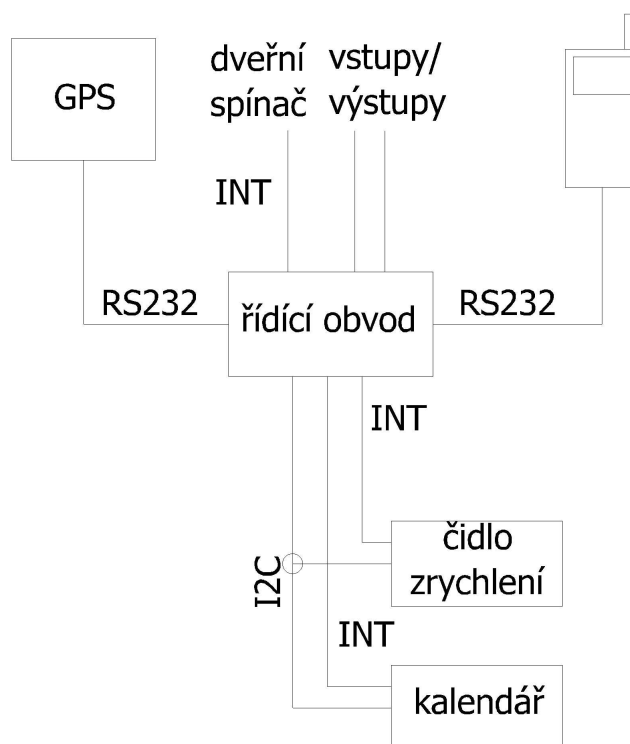 GPS
dveřní
spínač
vstupy/
výstupy
INT
RS232
řídící obvod
RS232
INT
čidlo
zrychlení
I2C
INT
kalendář